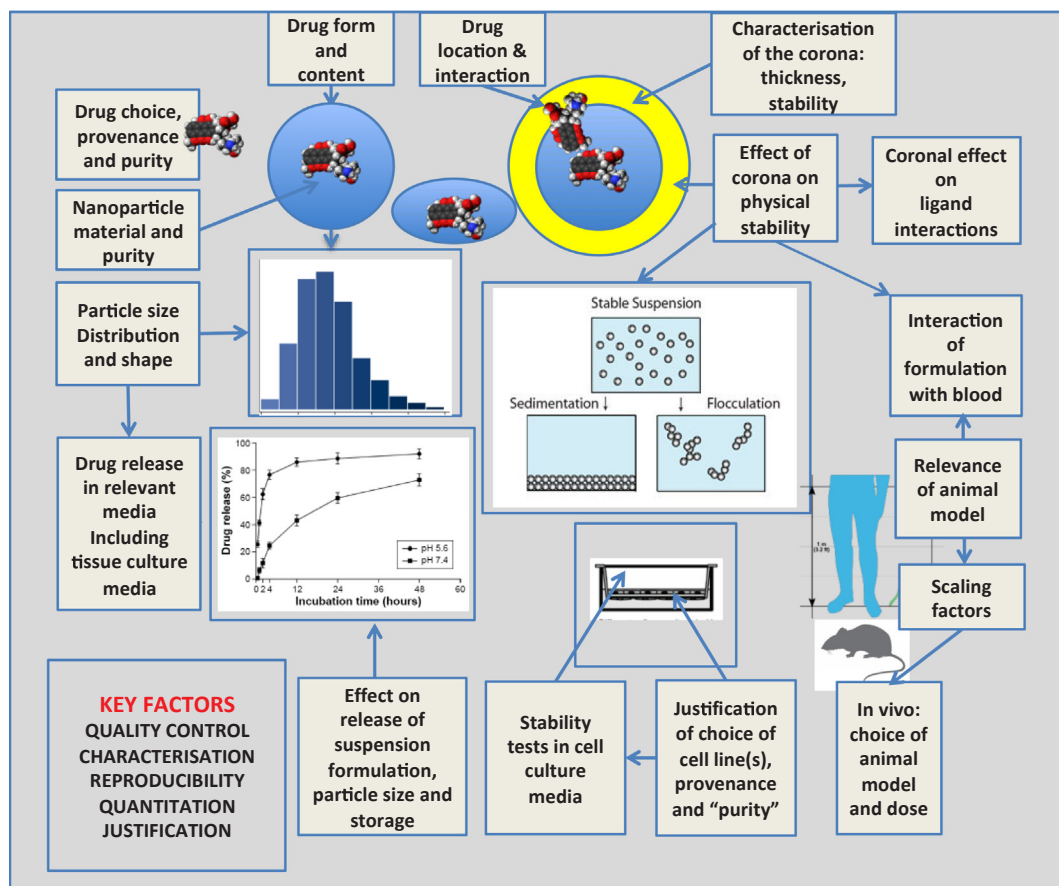 Drug form
and
content
Drug
location &
interaction
Characterisation
of the corona:
thickness,
stability
Drug choice,
provenance
and purity
Effect of
corona on
physical
stability
Coronal effect
on
ligand
interactions
Nanoparticle
material and
purity
Particle size
Distribution
and shape
Stable Suspension
Sedimentation
Flocculation
Interaction
of
formulation
with blood
Drug release
in relevant
media
Including
tissue culture
media
Drug release (%)
100
80
60
40
20
0
0 2 4 12 24 36 48 60
pH 5.6
pH 7.4
Incubation time (hours)
Relevance
of animal
model
1 m
(3.2 ft)
Scaling
factors
KEY FACTORS
QUALITY CONTROL
CHARACTERISATION
REPRODUCIBILITY
QUANTITATION
JUSTIFICATION
Effect on
release of
suspension
formulation,
particle size and
storage
Stability
tests in cell
culture
media
Justification
of choice of
cell line(s),
provenance
and “purity”
In vivo:
choice of
animal
model
and dose